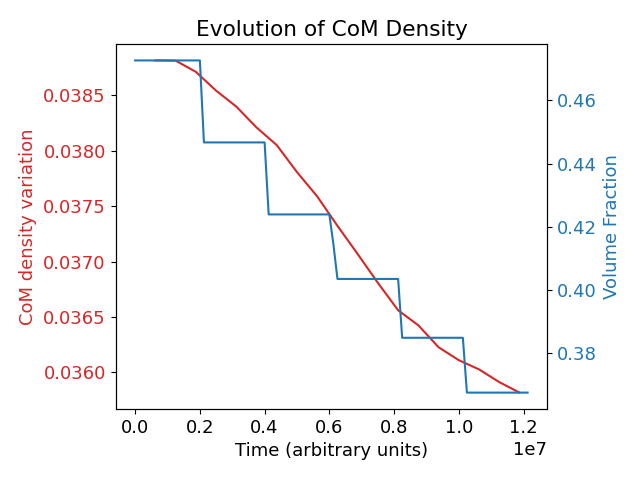 Evolution of CoM Density
CoM density variation
0.0385
0.0380
0.0375
0.0370
0.0365
0.0360
0.46
0.44
0.42
0.40
0.38
Volume Fraction
0.0 0.2 0.4 0.6 0.8 1.0 1.2
1e7
Time (arbitrary units)